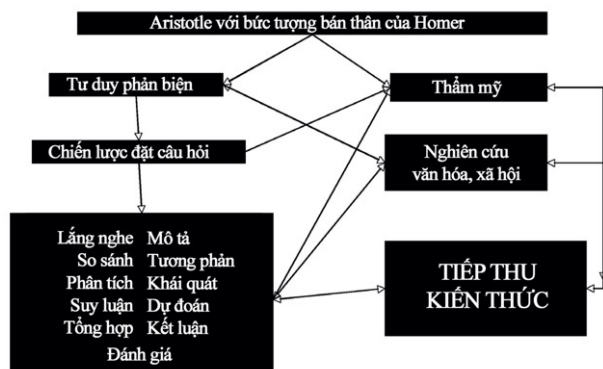 Aristotle với bức tượng bán thân của Homer
Tư duy phản biện
Thẩm mỹ
Chiến lược đặt câu hỏi
Nghiên cứu
văn hóa, xã hội
Lắng nghe Mô tả
So sánh Tương phản
Phân tích Khái quát
Suy luận Dự đoán
Tổng hợp Kết luận
Đánh giá
TIẾP THU
KIẾN THỨC